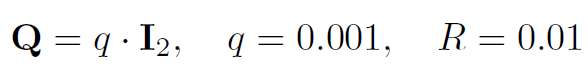 𝐐 = q · 𝐈₂, q = 0.001, R = 0.01